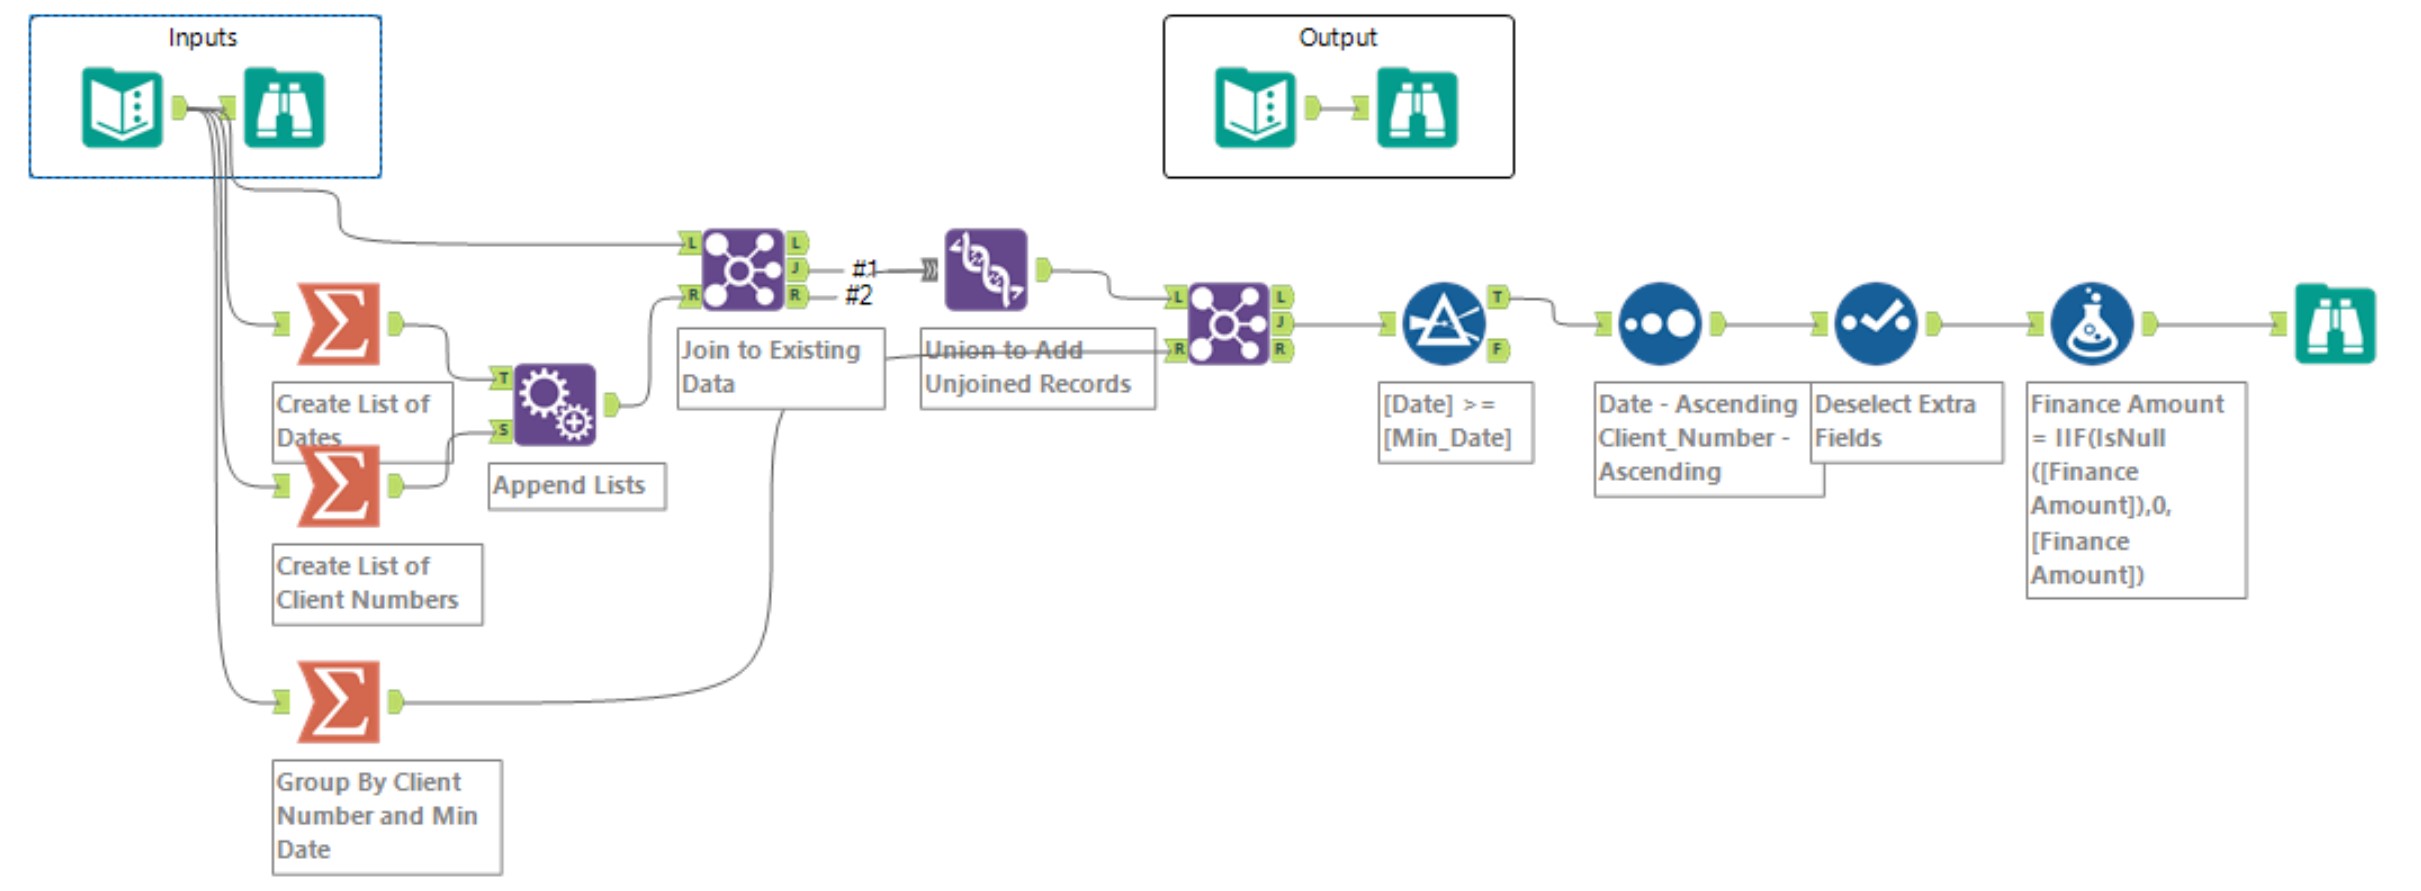 Inputs
Output
L
R
L
J
R
#1
#2
Join to Existing
Data
Union to Add
Unjoined Records
L
R
L
J
R
T
F
Create List of
Dates
T
S
Append Lists
Create List of
Client Numbers
Group By Client
Number and Min
Date
[Date] >=
[Min_Date]
Date - Ascending
Client_Number -
Ascending
Deselect Extra
Fields
Finance Amount
= IIF(IsNull
([Finance
Amount]),0,
[Finance
Amount])